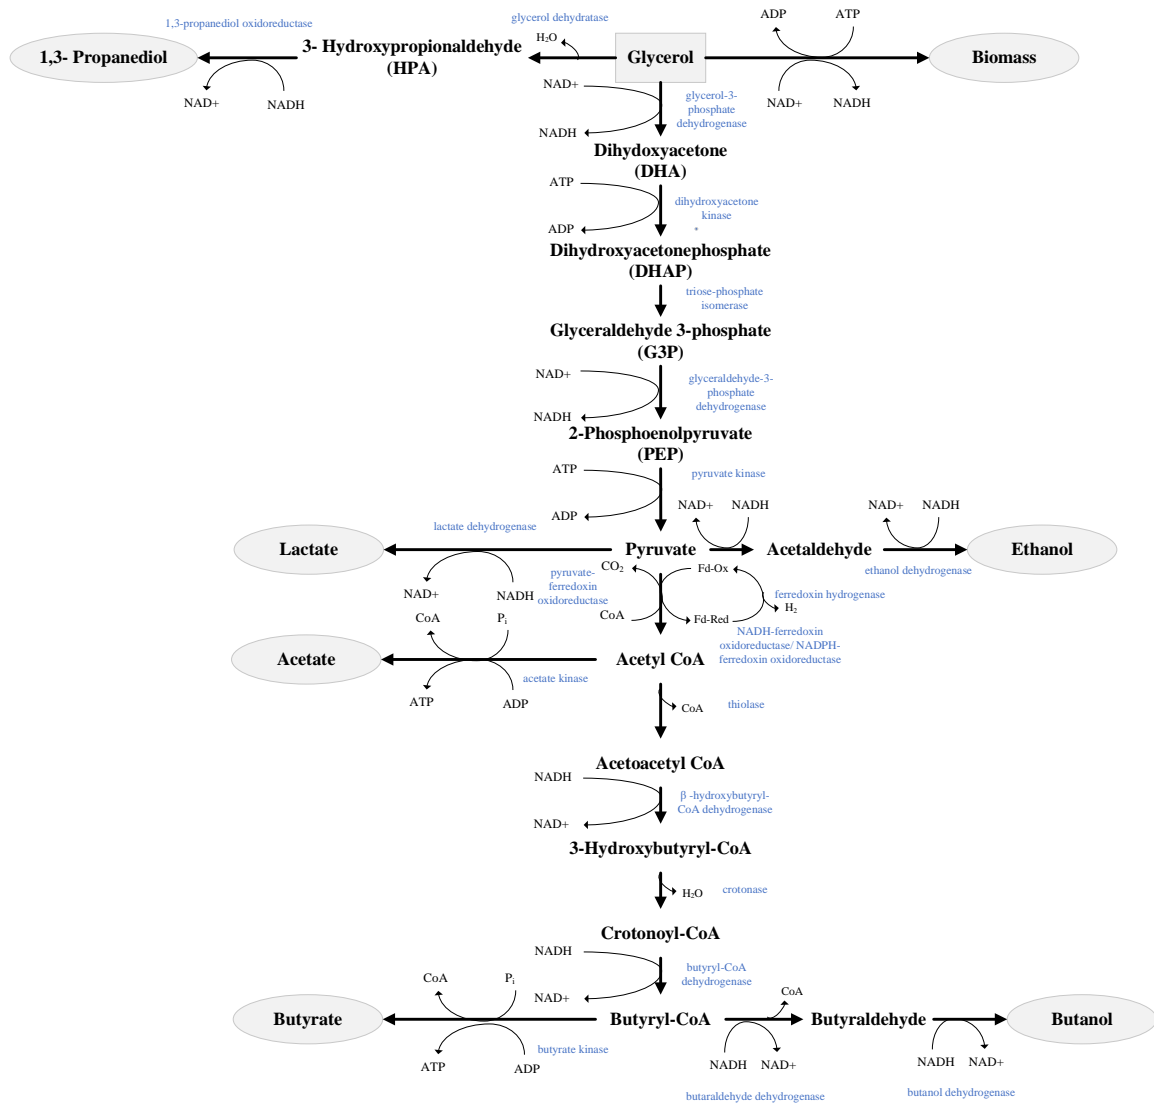 1,3-propanediol oxidoreductase
glycerol dehydratase
ADP
ATP
H2O
1,3- Propanediol
3- Hydroxypropionaldehyde
(HPA)
Glycerol
Biomass
NAD+
NADH
NAD+
NADH
NAD+
NADH
glycerol-3-
phosphate
dehydrogenase
Dihydoxyacetone
(DHA)
ATP
ADP
dihydroxyacetone
kinase
*
Dihydroxyacetonephosphate
(DHAP)
triose-phosphate
isomerase
Glyceraldehyde 3-phosphate
(G3P)
NAD+
NADH
glyceraldehyde-3-
phosphate
dehydrogenase
2-Phosphoenolpyruvate
(PEP)
ATP
ADP
pyruvate kinase
NAD+
NADH
NAD+
NADH
lactate dehydrogenase
Lactate
Pyruvate
Acetaldehyde
Ethanol
NAD+
NADH
pyruvate-
ferredoxin
oxidoreductase
CO2
Fd-Ox
ethanol dehydrogenase
ferredoxin hydrogenase
H2
CoA
Fd-Red
NADH-ferredoxin
oxidoreductase/ NADPH-
ferredoxin oxidoreductase
CoA
Pi
Acetate
Acetyl CoA
acetate kinase
ATP
ADP
CoA
thiolase
Acetoacetyl CoA
NADH
NAD+
β -hydroxybutyryl-
CoA dehydrogenase
3-Hydroxybutyryl-CoA
H2O
crotonase
Crotonoyl-CoA
NADH
NAD+
butyryl-CoA
dehydrogenase
CoA
Pi
CoA
Butyrate
Butyryl-CoA
Butyraldehyde
Butanol
butyrate kinase
ATP
ADP
NADH
NAD+
NADH
NAD+
butaraldehyde dehydrogenase
butanol dehydrogenase